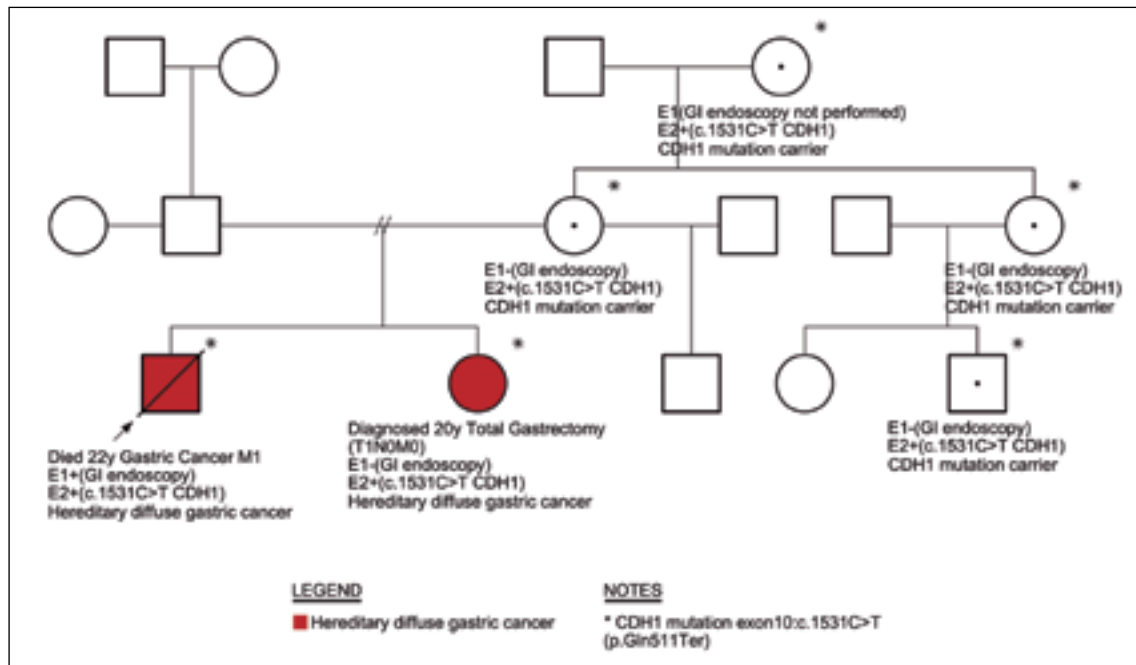 *
E1(GI endoscopy not performed)
E2+(c.1531C>T CDH1)
CDH1 mutation carrier
*
*
//
E1-(GI endoscopy)
E2+(c.1531C>T CDH1)
CDH1 mutation carrier
E1-(GI endoscopy)
E2+(c.1531C>T CDH1)
CDH1 mutation carrier
*
*
*
Died 22y Gastric Cancer M1
E1+(GI endoscopy)
E2+(c.1531C>T CDH1)
Hereditary diffuse gastric cancer
Diagnosed 20y Total Gastrectomy
(T1N0M0)
E1-(GI endoscopy)
E2+(c.1531C>T CDH1)
Hereditary diffuse gastric cancer
E1-(GI endoscopy)
E2+(c.1531C>T CDH1)
CDH1 mutation carrier
LEGEND
Hereditary diffuse gastric cancer
NOTES
* CDH1 mutation exon10:c.1531C>T
(p.Gln511Ter)